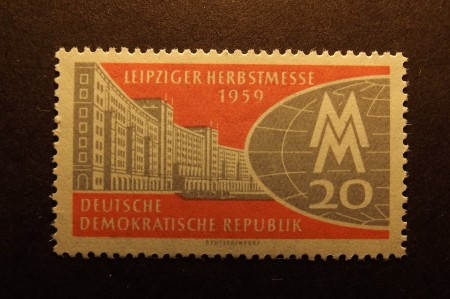 LEIPZIGER HERBSTMESSE
1959
MM
20
DEUTSCHE
DEMOKRATISCHE REPUBLIK